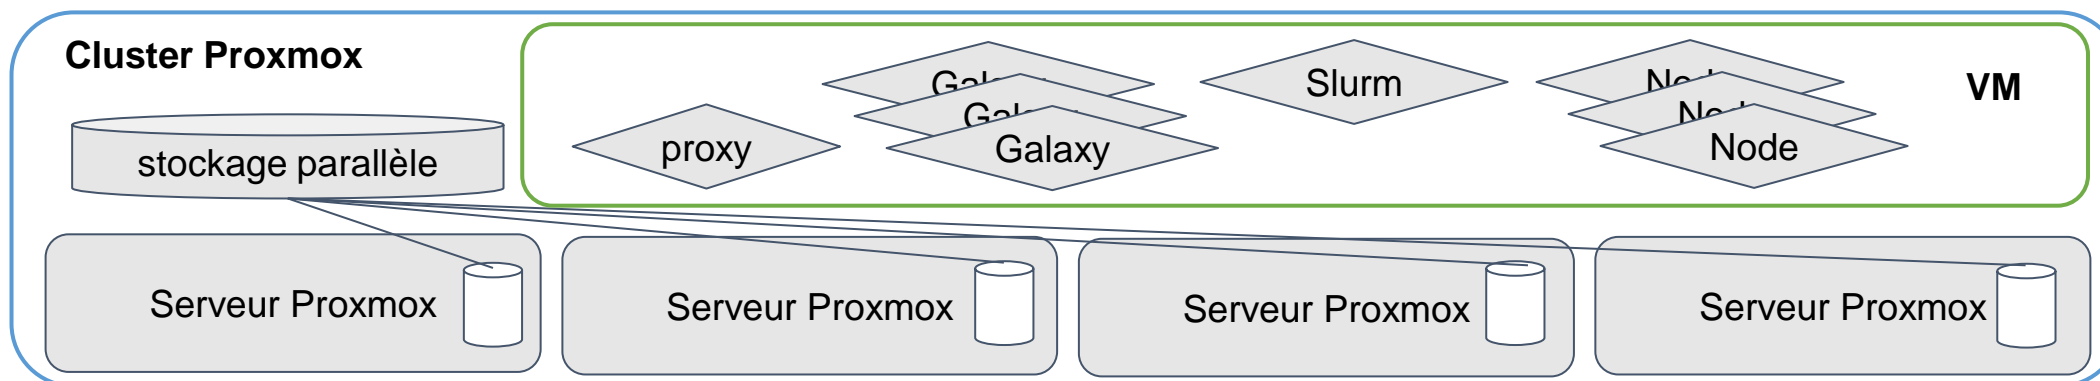 Cluster Proxmox
VM
Slurm
proxy
Galaxy
Node
stockage parallèle
Serveur Proxmox
Serveur Proxmox
Serveur Proxmox
Serveur Proxmox